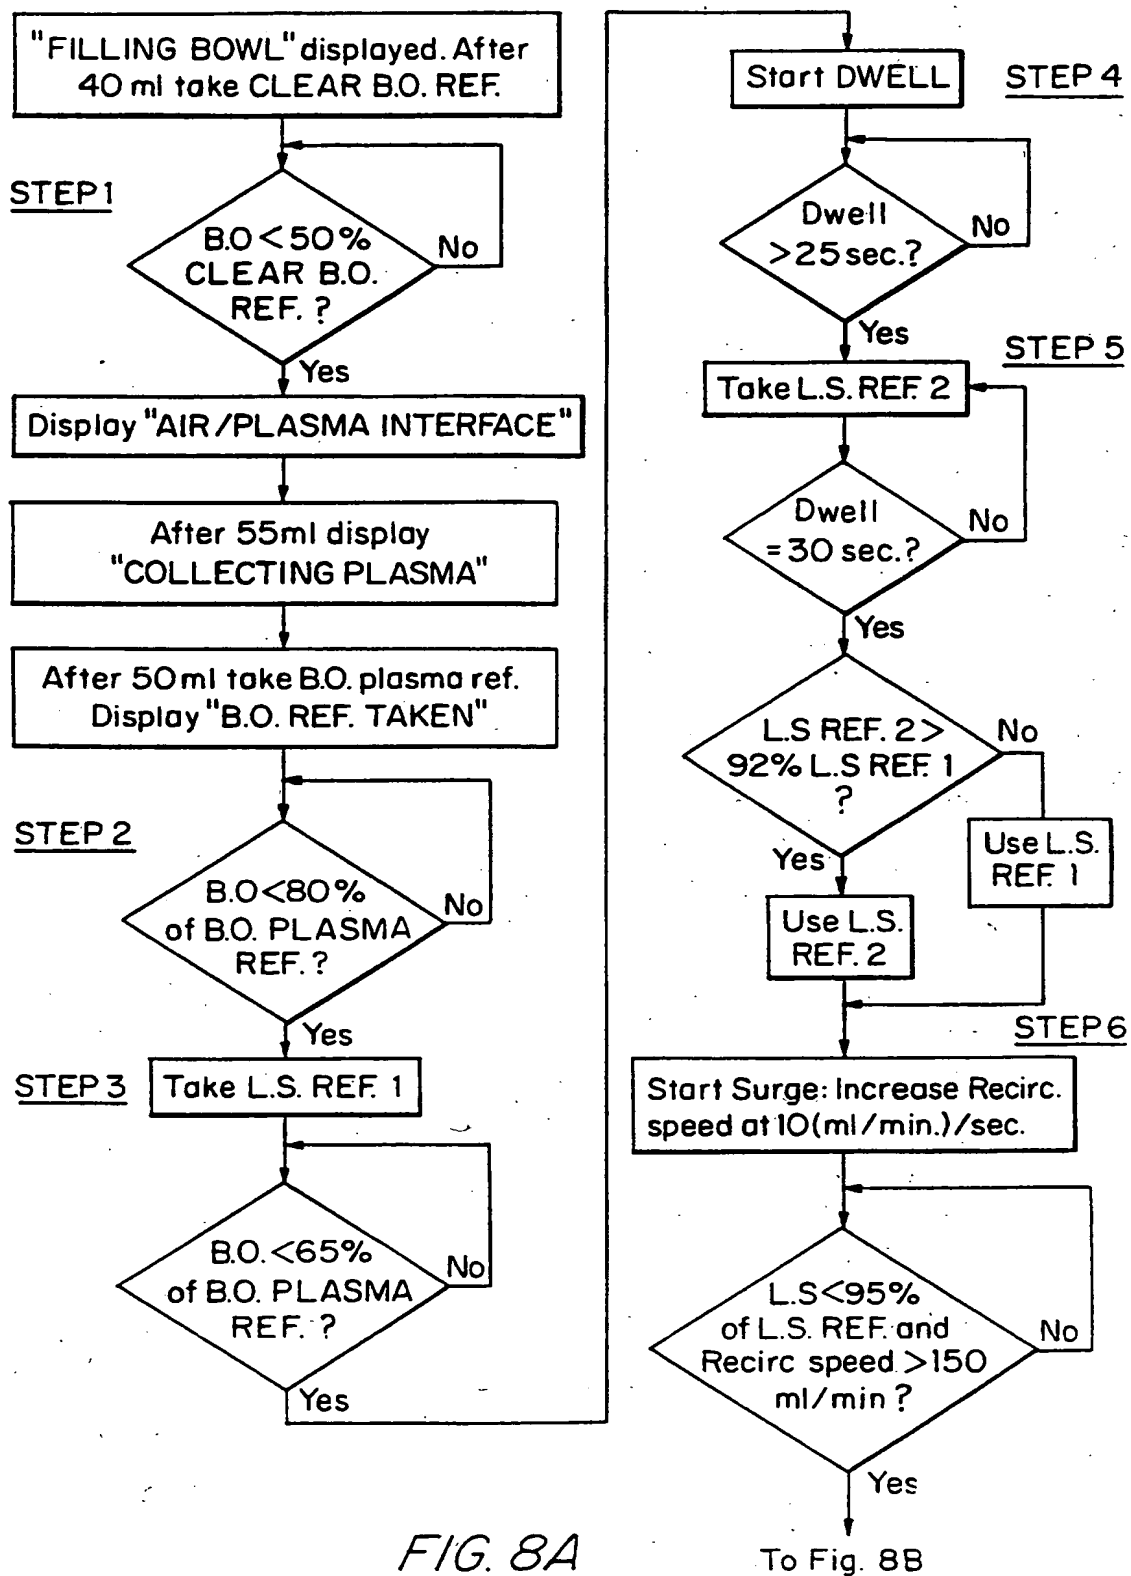 "FILLING BOWL" displayed. After
40 ml take CLEAR B.O. REF.
STEP 1
B.O < 50%
CLEAR B.O.
REF. ?
No
Yes
Display "AIR/PLASMA INTERFACE"
After 55ml display
"COLLECTING PLASMA"
After 50 ml take B.O. plasma ref.
Display "B.O. REF. TAKEN"
STEP 2
B.O<80%
of B.O. PLASMA
REF. ?
No
Yes
STEP 3
Take L.S. REF. 1
B.O. <65%
of B.O. PLASMA
REF. ?
No
Yes
Start DWELL
STEP 4
Dwell
>25 sec.?
No
Yes
STEP 5
Take L.S. REF. 2
Dwell
=30 sec.?
No
Yes
L.S REF. 2 >
92% L.S REF. 1
?
No
Yes
Use L.S.
REF. 1
Use L.S.
REF. 2
STEP 6
Start Surge: Increase Recirc.
speed at 10(ml/min.)/sec.
L.S<95%
of L.S. REF. and
Recirc speed >150
ml/min ?
No
Yes
To Fig. 8B
FIG. 8A